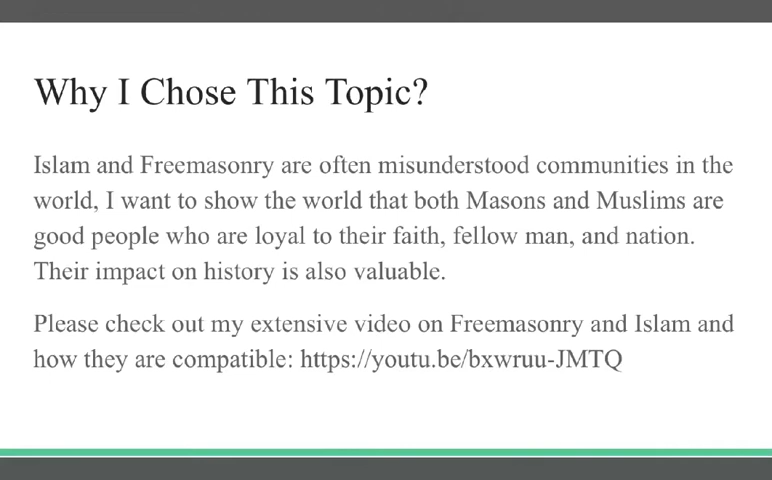 Why I Chose This Topic?
Islam and Freemasonry are often misunderstood communities in the
world, I want to show the world that both Masons and Muslims are
good people who are loyal to their faith, fellow man, and nation.
Their impact on history is also valuable.
Please check out my extensive video on Freemasonry and Islam and
how they are compatible: https://youtu.be/bxwruu-JMTQ